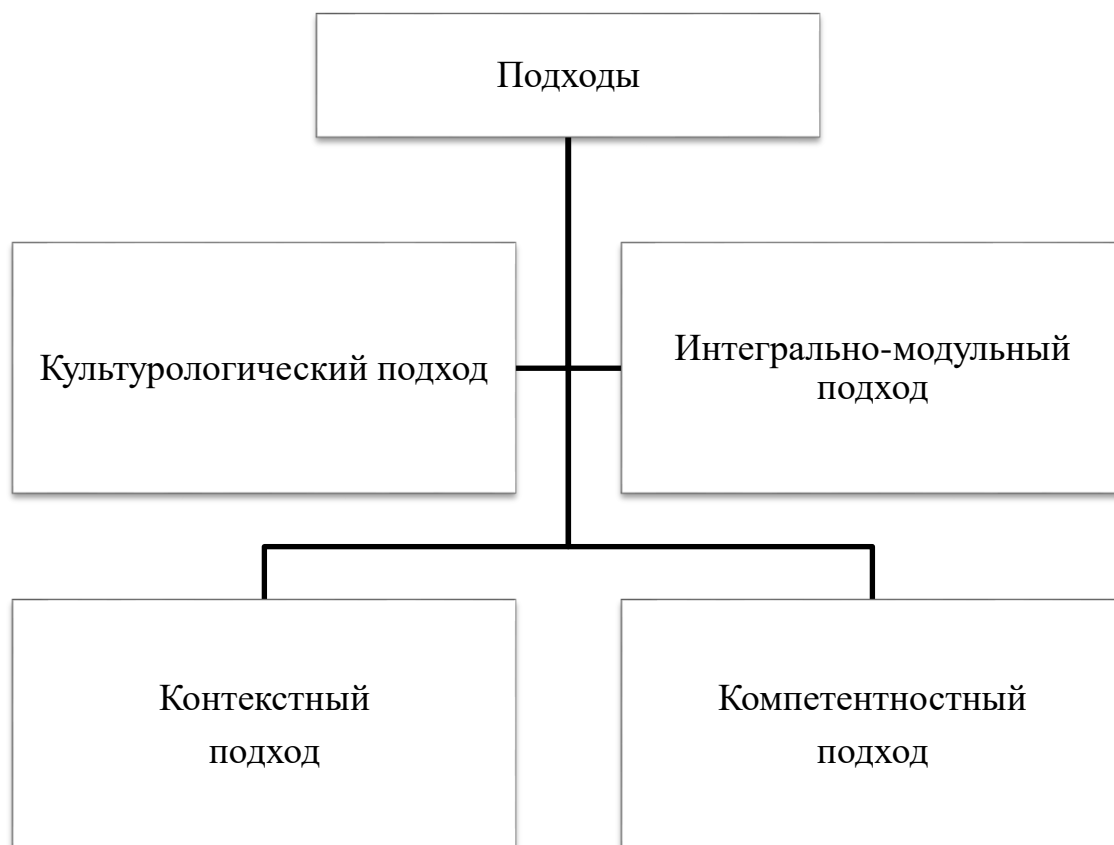 Подходы
Культурологический подход
Интегрально-модульный
подход
Контекстный
подход
Компетентностный
подход